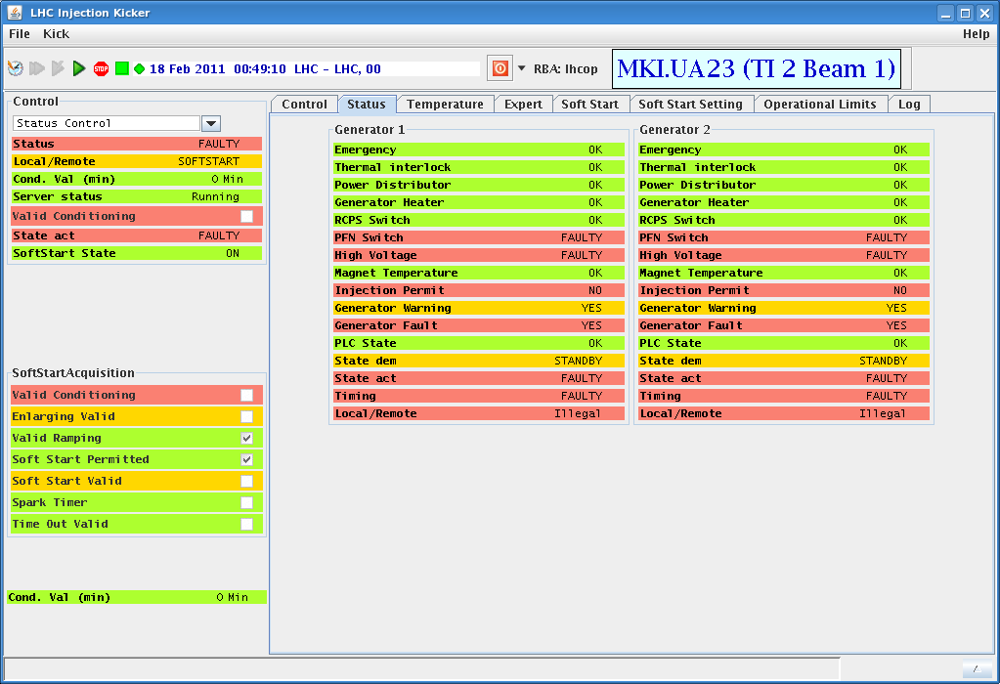 LHC Injection Kicker
File Kick Help
STOP 18 Feb 2011 00:49:10 LHC - LHC, 00 RBA: lhcop MKI.UA23 (TI 2 Beam 1)
Control
Status Control
Status FAULTY
Local/Remote SOFTSTART
Cond. Val (min) 0 Min
Server status Running
Valid Conditioning
State act FAULTY
SoftStart State ON
SoftStartAcquisition
Valid Conditioning
Enlarging Valid
Valid Ramping
Soft Start Permitted
Soft Start Valid
Spark Timer
Time Out Valid
Cond. Val (min) 0 Min
Control Status Temperature Expert Soft Start Soft Start Setting Operational Limits Log
Generator 1
Emergency OK
Thermal interlock OK
Power Distributor OK
Generator Heater OK
RCPS Switch OK
PFN Switch FAULTY
High Voltage FAULTY
Magnet Temperature OK
Injection Permit NO
Generator Warning YES
Generator Fault YES
PLC State OK
State dem STANDBY
State act FAULTY
Timing FAULTY
Local/Remote Illegal
Generator 2
Emergency OK
Thermal interlock OK
Power Distributor OK
Generator Heater OK
RCPS Switch OK
PFN Switch FAULTY
High Voltage FAULTY
Magnet Temperature OK
Injection Permit NO
Generator Warning YES
Generator Fault YES
PLC State OK
State dem STANDBY
State act FAULTY
Timing FAULTY
Local/Remote Illegal